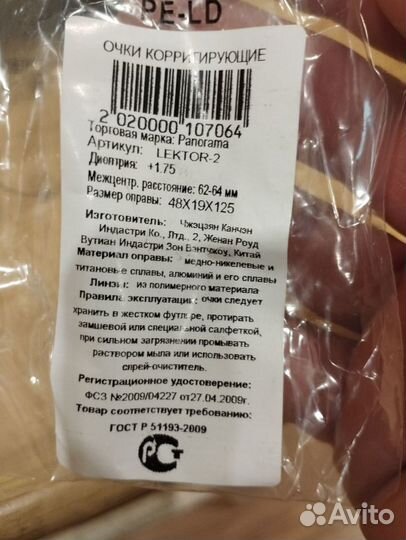 PE-LD
ОЧКИ КОРРИГИРУЮЩИЕ
2 020000 107064
Торговая марка: Panorama
Артикул: LEKTOR-2
Диоптрия: +1.75
Межцентр. расстояние: 62-64 мм
Размер оправы: 48X19X125
Изготовитель: Чжэцзян Канчэн
Индастри Ко., Лтд., 2, Женан Роуд
Вутиан Индастри Зон Вэнтчжоу, Китай
Материал оправы: медно-никелевые и
титановые сплавы, алюминий и его сплавы
Линзы: из полимерного материала
Правила эксплуатации: очки следует
хранить в жестком футляре, протирать
замшевой или специальной салфеткой,
при сильном загрязнении промывать
раствором мыла или использовать
спрей-очиститель.
Регистрационное удостоверение:
ФСЗ №2009/04227 от27.04.2009г.
Товар соответствует требованию:
ГОСТ Р 51193-2009
РСТ
Avito